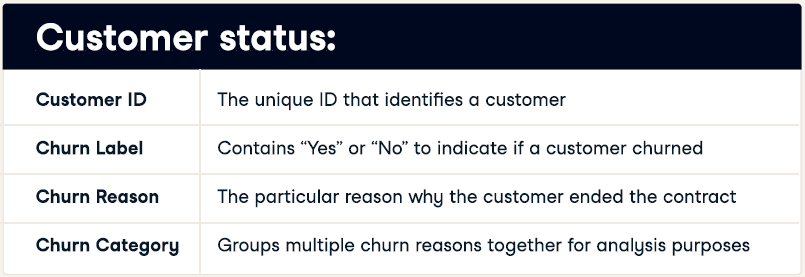 Customer status:
Customer ID The unique ID that identifies a customer
Churn Label Contains “Yes” or “No” to indicate if a customer churned
Churn Reason The particular reason why the customer ended the contract
Churn Category Groups multiple churn reasons together for analysis purposes